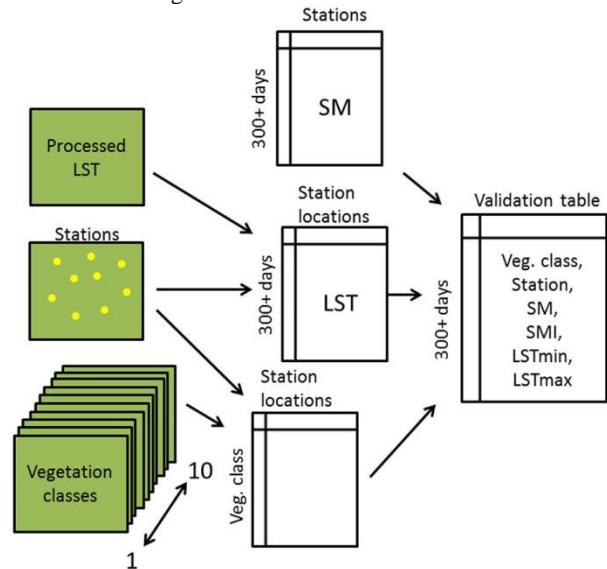 Stations
300+ days
SM
Processed
LST
Stations
Station
locations
300+ days
LST
Validation table
300+ days
Veg. class,
Station,
SM,
SMI,
LSTmin,
LSTmax
Station
locations
Veg. class
Vegetation
classes
10
1